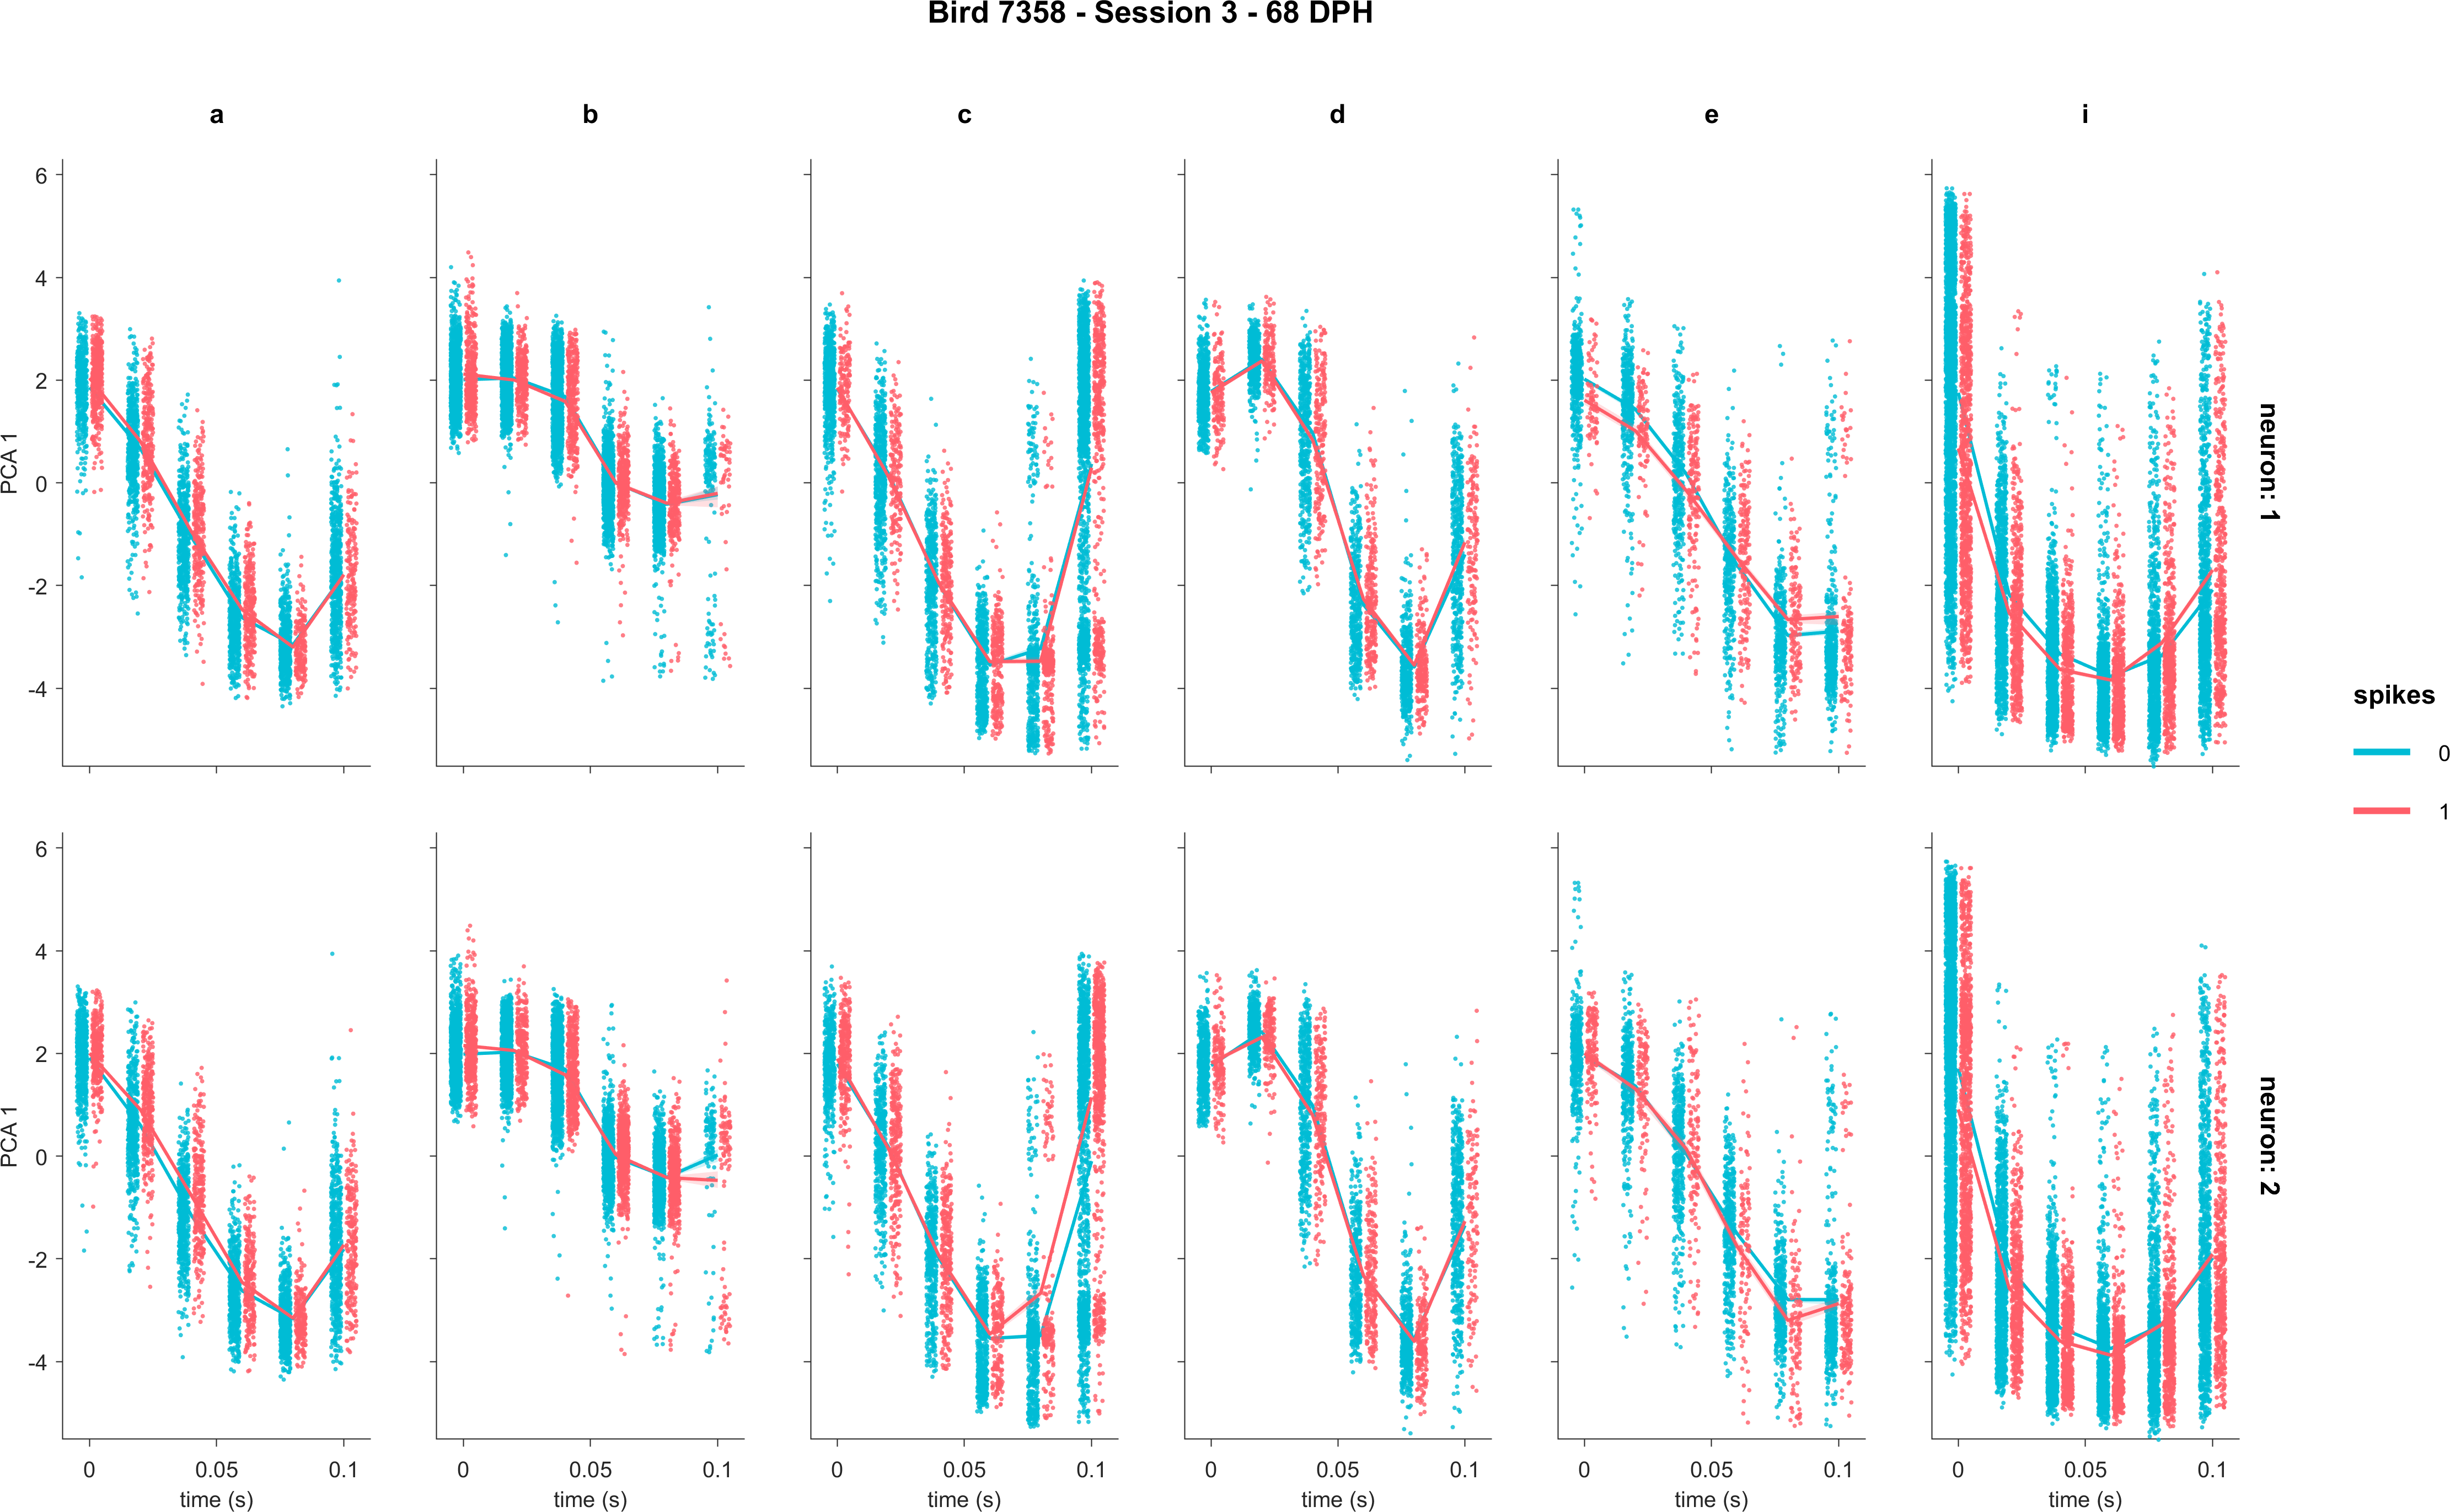 Bird 7358 - Session 3 - 68 DPH
a b c d e i
6
4
2
0
-2
-4
PCA 1
neuron: 1
spikes
0
1
6
4
2
0
-2
-4
PCA 1
neuron: 2
0 0.05 0.1 0 0.05 0.1 0 0.05 0.1 0 0.05 0.1 0 0.05 0.1 0 0.05 0.1
time (s) time (s) time (s) time (s) time (s) time (s)